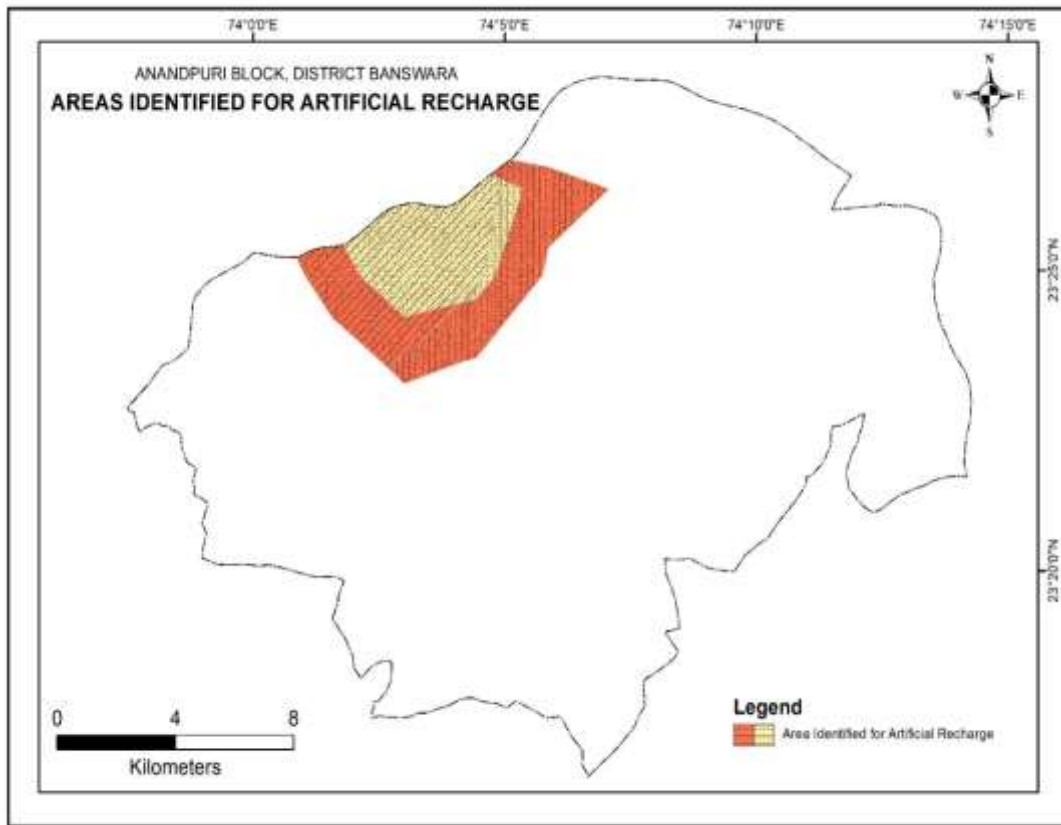 74°0'0"E 74°5'0"E 74°10'0"E 74°15'0"E
ANANDPURI BLOCK, DISTRICT BANSWARA
AREAS IDENTIFIED FOR ARTIFICIAL RECHARGE
N
W E
S
23°25'0"N
23°20'0"N
0 4 8
Kilometers
Legend
Area Identified for Artificial Recharge